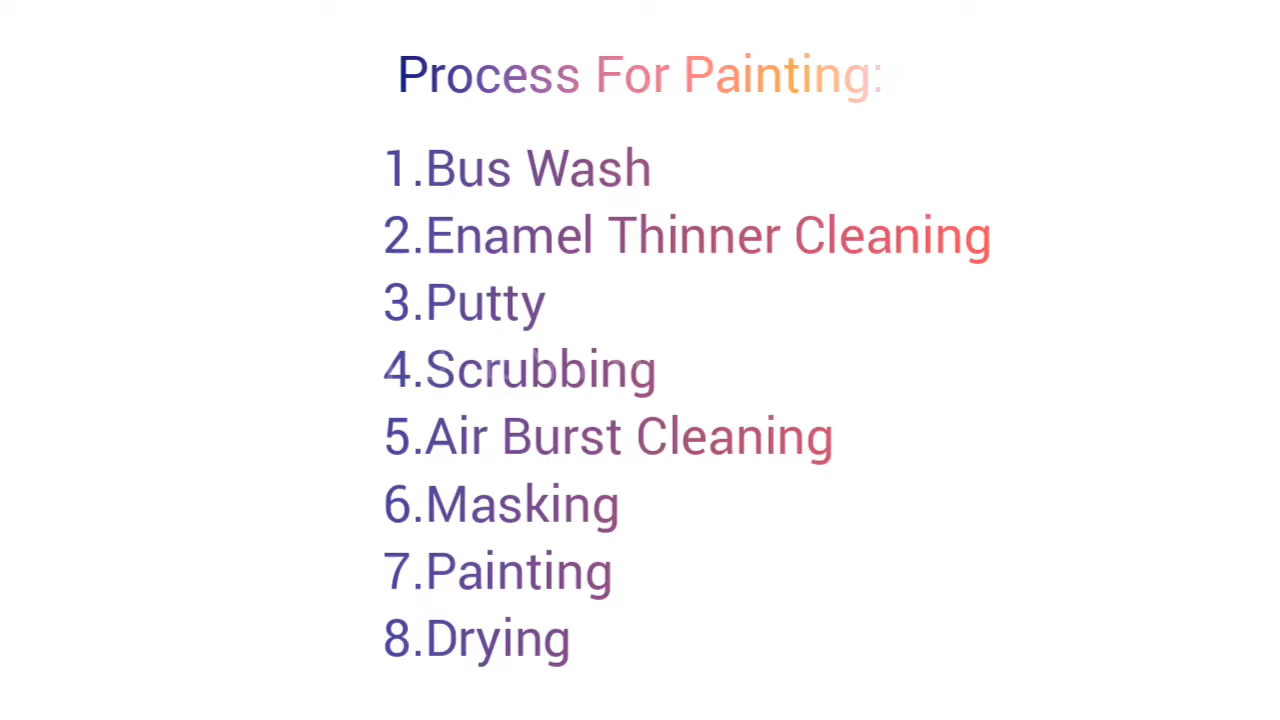 Process For Painting:
1.Bus Wash
2.Enamel Thinner Cleaning
3.Putty
4.Scrubbing
5.Air Burst Cleaning
6.Masking
7.Painting
8.Drying